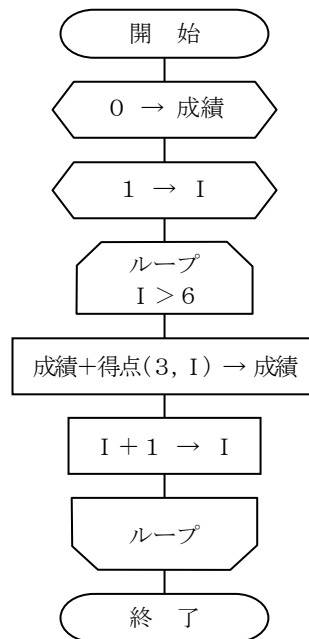 開　始
０ → 成績
１ → Ｉ
ループ
Ｉ＞６
成績＋得点(３, Ｉ) → 成績
Ｉ＋１ → Ｉ
ループ
終　了